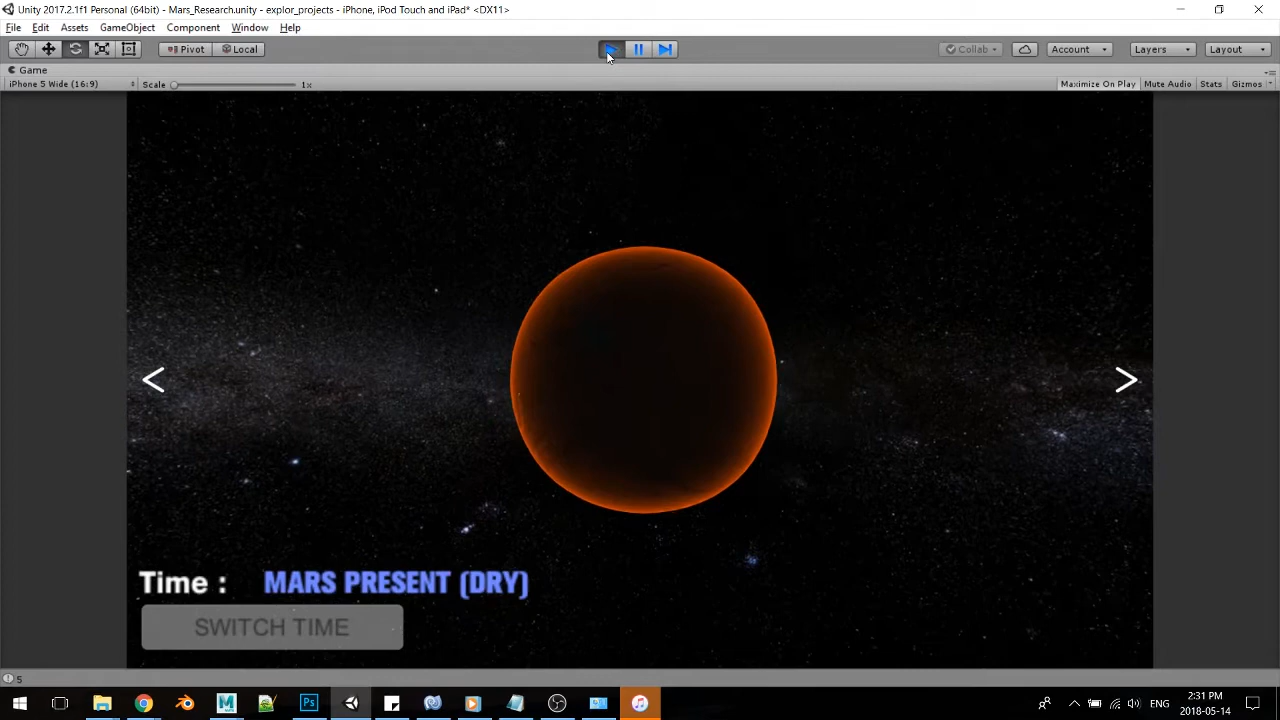 Unity 2017.2.1f1 Personal (64bit) - Mars_Research.unity - explor_projects - iPhone, iPod Touch and iPad* <DX11>
File Edit Assets GameObject Component Window Help
Pivot Local Collab Account Layers Layout
Game
iPhone 5 Wide (16:9) Scale 1x Maximize On Play Mute Audio Stats Gizmos
< >
Time : MARS PRESENT (DRY)
SWITCH TIME
5
Ps ENG 2:31 PM
2018-05-14